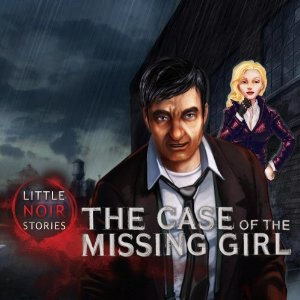 LITTLE
NOIR
STORIES
THE CASE OF THE
MISSING GIRL